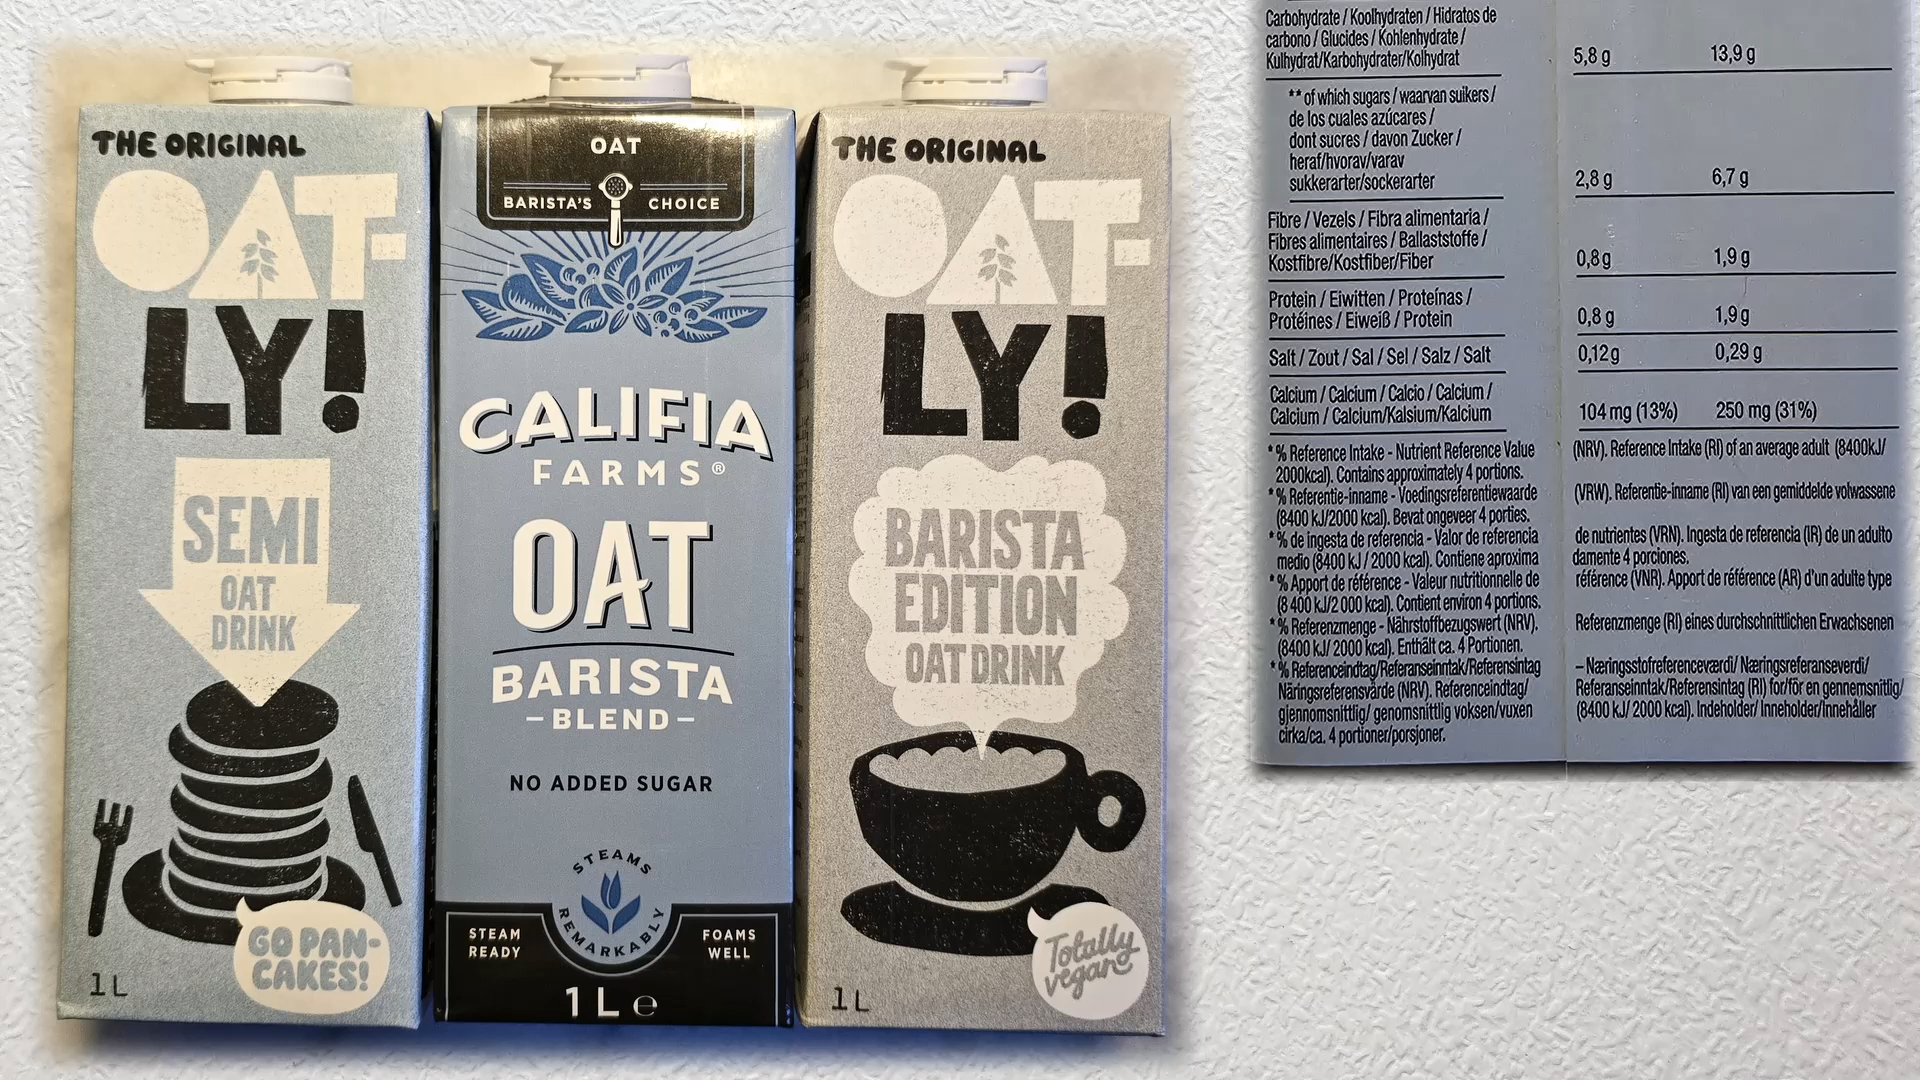 THE ORIGINAL
OAT-
LY!
SEMI
OAT
DRINK
GO PAN-
CAKES!
1L
OAT
BARISTA'S CHOICE
CALIFIA
FARMS®
OAT
BARISTA
–BLEND–
NO ADDED SUGAR
STEAMS
REMARKABLY
STEAM
READY
FOAMS
WELL
1 L e
THE ORIGINAL
OAT-
LY!
BARISTA
EDITION
OAT DRINK
Totally
vegan
1L
Carbohydrate / Koolhydraten / Hidratos de
carbono / Glucides / Kohlenhydrate /
Kulhydrat/Karbohydrater/Kolhydrat 5,8 g 13,9 g
** of which sugars / waarvan suikers /
de los cuales azúcares /
dont sucres / davon Zucker /
heraf/hvorav/varav
sukkerarter/sockerarter 2,8 g 6,7 g
Fibre / Vezels / Fibra alimentaria /
Fibres alimentaires / Ballaststoffe /
Kostfibre/Kostfiber/Fiber 0,8 g 1,9 g
Protein / Eiwitten / Proteínas /
Protéines / Eiweiß / Protein 0,8 g 1,9 g
Salt / Zout / Sal / Sel / Salz / Salt 0,12 g 0,29 g
Calcium / Calcium / Calcio / Calcium /
Calcium / Calcium/Kalsium/Kalcium 104 mg (13%) 250 mg (31%)
*% Reference Intake - Nutrient Reference Value (NRV). Reference Intake (RI) of an average adult (8400kJ/
2000kcal). Contains approximately 4 portions.
*% Referentie-inname - Voedingsreferentiewaarde (VRW). Referentie-inname (RI) van een gemiddelde volwassene
(8400 kJ/2000 kcal). Bevat ongeveer 4 porties.
*% de ingesta de referencia - Valor de referencia de nutrientes (VRN). Ingesta de referencia (IR) de un adulto
medio (8400 kJ / 2000 kcal). Contiene aproxima damente 4 porciones.
*% Apport de référence - Valeur nutritionnelle de référence (VNR). Apport de référence (AR) d'un adulte type
(8 400 kJ/2 000 kcal). Contient environ 4 portions.
*% Referenzmenge - Nährstoffbezugswert (NRV). Referenzmenge (RI) eines durchschnittlichen Erwachsenen
(8400 kJ/ 2000 kcal). Enthält ca. 4 Portionen.
*% Referenceindtag/Referanseinntak/Referensintag – Næringsstofreferenceværdi/ Næringsreferanseverdi/
Näringsreferensvärde (NRV). Referenceindtag/ Referanseinntak/Referensintag (RI) for/för en gennemsnitlig/
gjennomsnittlig/ genomsnittlig voksen/vuxen (8400 kJ/ 2000 kcal). Indeholder/ Inneholder/Innehåller
cirka/ca. 4 portioner/porsjoner.